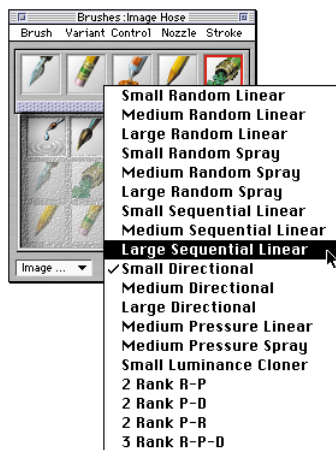 Brushes:Image Hose
Brush Variant Control Nozzle Stroke
Small Random Linear
Medium Random Linear
Large Random Linear
Small Random Spray
Medium Random Spray
Large Random Spray
Small Sequential Linear
Medium Sequential Linear
Large Sequential Linear
✓Small Directional
Medium Directional
Large Directional
Medium Pressure Linear
Medium Pressure Spray
Small Luminance Cloner
2 Rank R-P
2 Rank P-D
2 Rank P-R
3 Rank R-P-D
Image ...